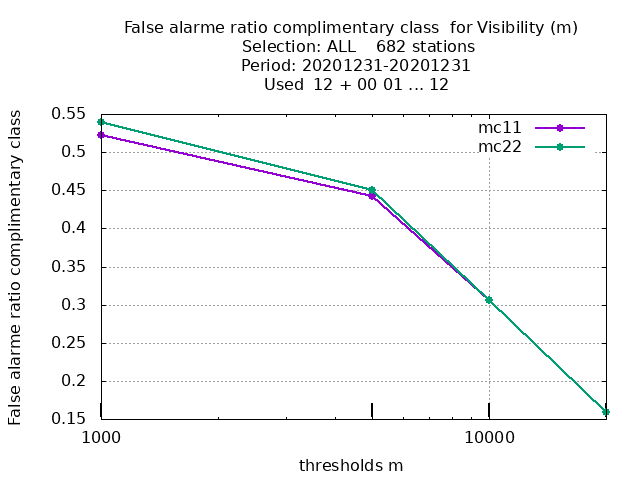 False alarme ratio complimentary class  for Visibility (m)
Selection: ALL    682 stations
Period: 20201231-20201231
Used  12 + 00 01 ... 12
False alarme ratio complimentary class
0.55
0.5
0.45
0.4
0.35
0.3
0.25
0.2
0.15
mc11
mc22
1000
10000
thresholds m